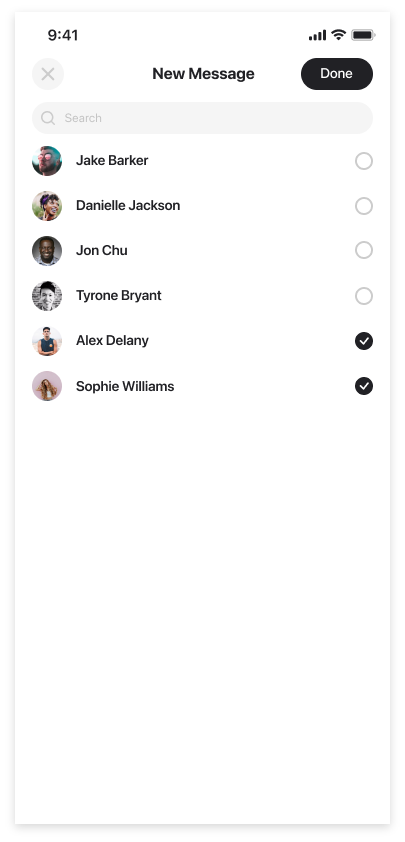 9:41
New Message
Done
Search
Jake Barker
Danielle Jackson
Jon Chu
Tyrone Bryant
Alex Delany
Sophie Williams